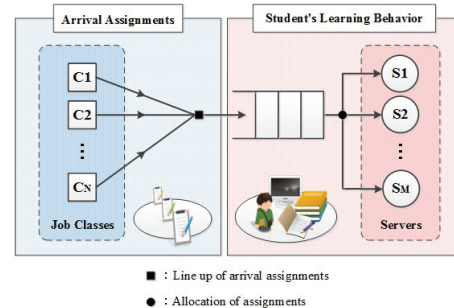 Arrival Assignments
Student's Learning Behavior
C1
C2
CN
Job Classes
S1
S2
SM
Servers
■ : Line up of arrival assignments
● : Allocation of assignments